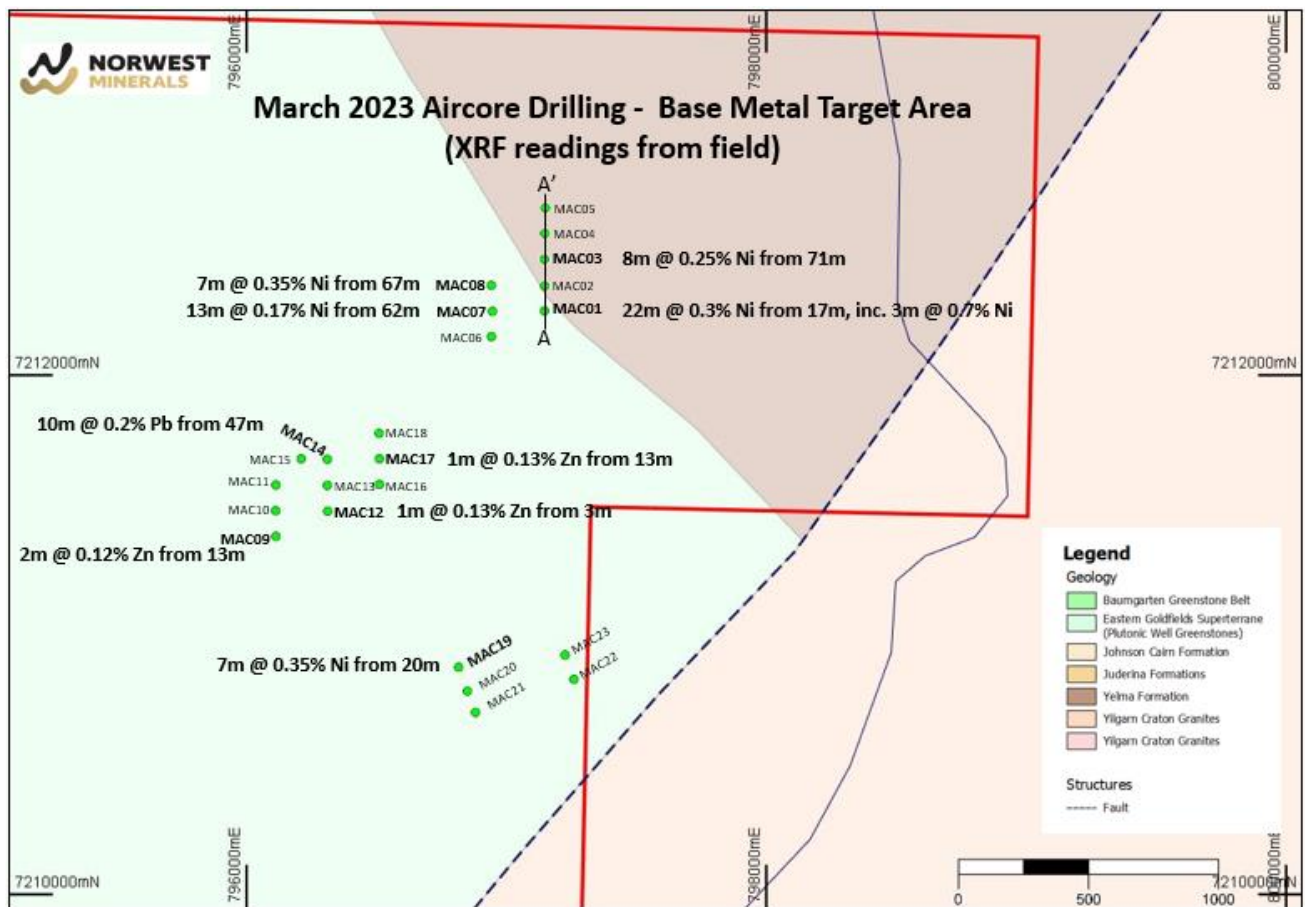 NORWEST
MINERALS
796000mE
798000mE
800000mE
March 2023 Aircore Drilling - Base Metal Target Area
(XRF readings from field)
A'
MAC05
MAC04
MAC03 8m @ 0.25% Ni from 71m
7m @ 0.35% Ni from 67m MAC08
MAC02
13m @ 0.17% Ni from 62m MAC07
MAC01 22m @ 0.3% Ni from 17m, inc. 3m @ 0.7% Ni
MAC06
A
7212000mN
7212000mN
10m @ 0.2% Pb from 47m
MAC14
MAC18
MAC15
MAC17 1m @ 0.13% Zn from 13m
MAC11
MAC13
MAC16
MAC10
MAC12 1m @ 0.13% Zn from 3m
MAC09
2m @ 0.12% Zn from 13m
7m @ 0.35% Ni from 20m
MAC19
MAC20
MAC21
MAC23
MAC22
Legend
Geology
Baumgarten Greenstone Belt
Eastern Goldfields Superterrane
(Plutonic Well Greenstones)
Johnson Cairn Formation
Juderina Formations
Yelma Formation
Yilgarn Craton Granites
Yilgarn Craton Granites
Structures
Fault
7210000mN
796000mE
798000mE
7210000mN
0 500 1000